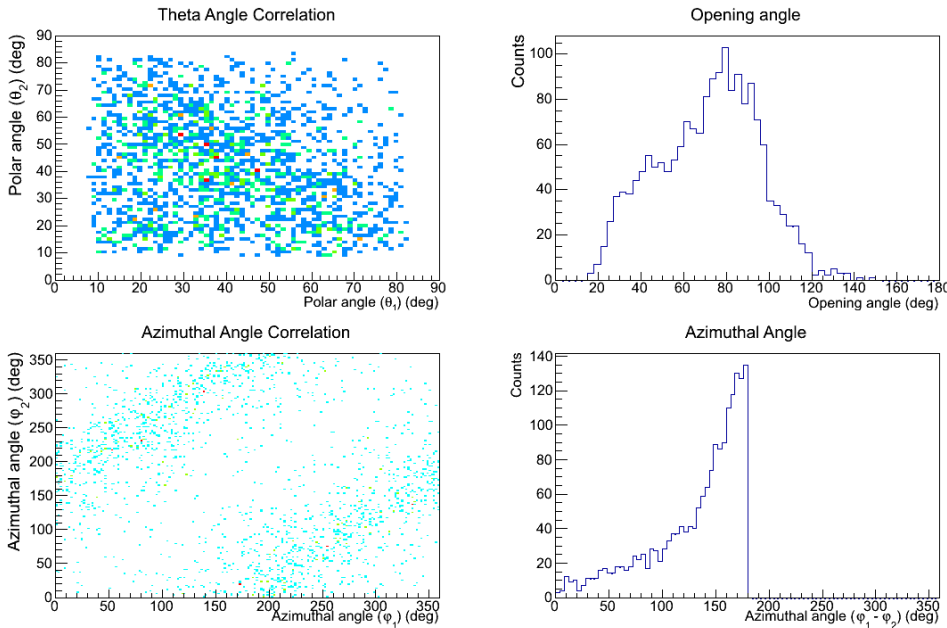 Theta Angle Correlation
Polar angle (θ₂) (deg)
90
80
70
60
50
40
30
20
10
0
0 10 20 30 40 50 60 70 80 90
Polar angle (θ₁) (deg)
Opening angle
Counts
100
80
60
40
20
0
0 20 40 60 80 100 120 140 160 180
Opening angle (deg)
Azimuthal Angle Correlation
Azimuthal angle (φ₂) (deg)
350
300
250
200
150
100
50
0
0 50 100 150 200 250 300 350
Azimuthal angle (φ₁) (deg)
Azimuthal Angle
Counts
140
120
100
80
60
40
20
0
0 50 100 150 200 250 300 350
Azimuthal angle (φ₁ - φ₂) (deg)